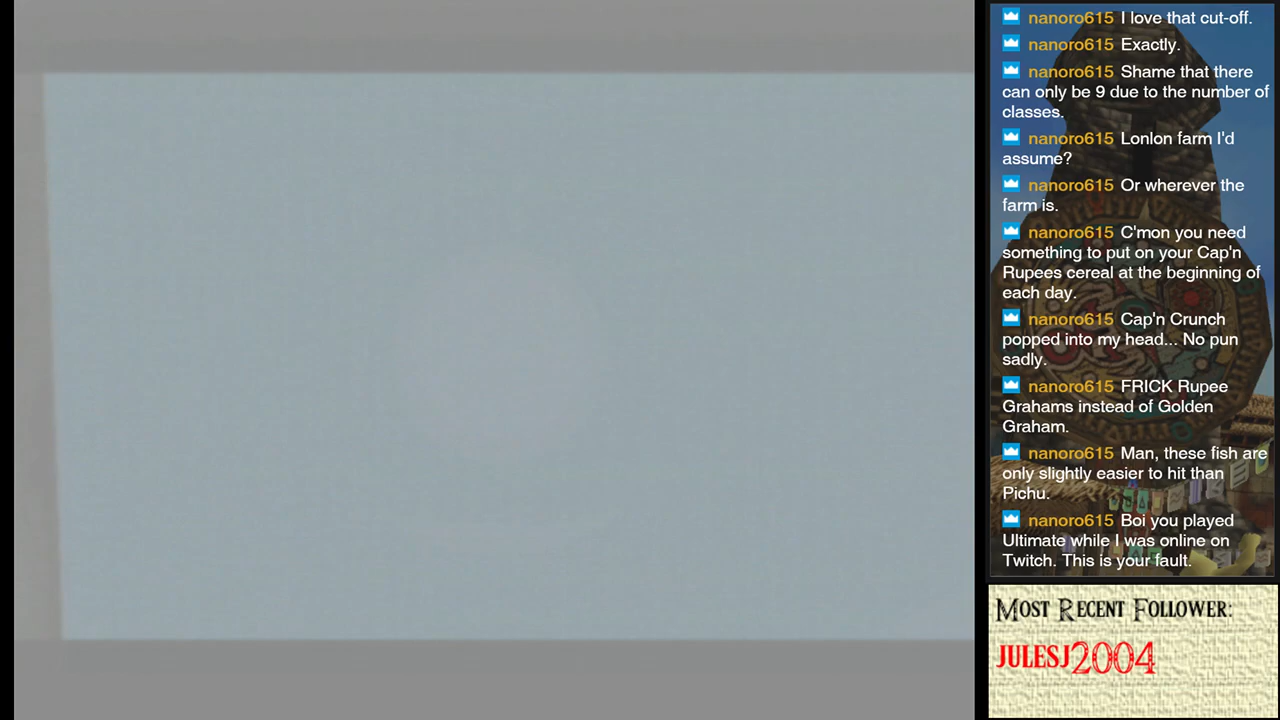 nanoro615 I love that cut-off.
nanoro615 Exactly.
nanoro615 Shame that there
can only be 9 due to the number of
classes.
nanoro615 Lonlon farm I'd
assume?
nanoro615 Or wherever the
farm is.
nanoro615 C'mon you need
something to put on your Cap'n
Rupees cereal at the beginning of
each day.
nanoro615 Cap'n Crunch
popped into my head... No pun
sadly.
nanoro615 FRICK Rupee
Grahams instead of Golden
Graham.
nanoro615 Man, these fish are
only slightly easier to hit than
Pichu.
nanoro615 Boi you played
Ultimate while I was online on
Twitch. This is your fault.
Most Recent Follower:
julesj2004